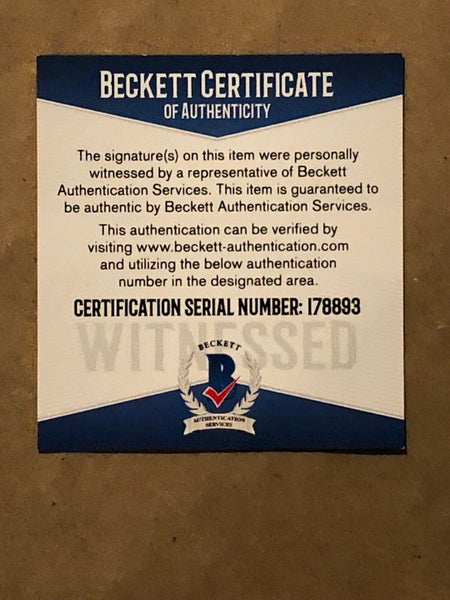 BECKETT CERTIFICATE
OF AUTHENTICITY
The signature(s) on this item were personally
witnessed by a representative of Beckett
Authentication Services. This item is guaranteed to
be authentic by Beckett Authentication Services.
This authentication can be verified by
visiting www.beckett-authentication.com
and utilizing the below authentication
number in the designated area.
CERTIFICATION SERIAL NUMBER: 178893
WITNESSED
BECKETT
B
AUTHENTICATION
SERVICES